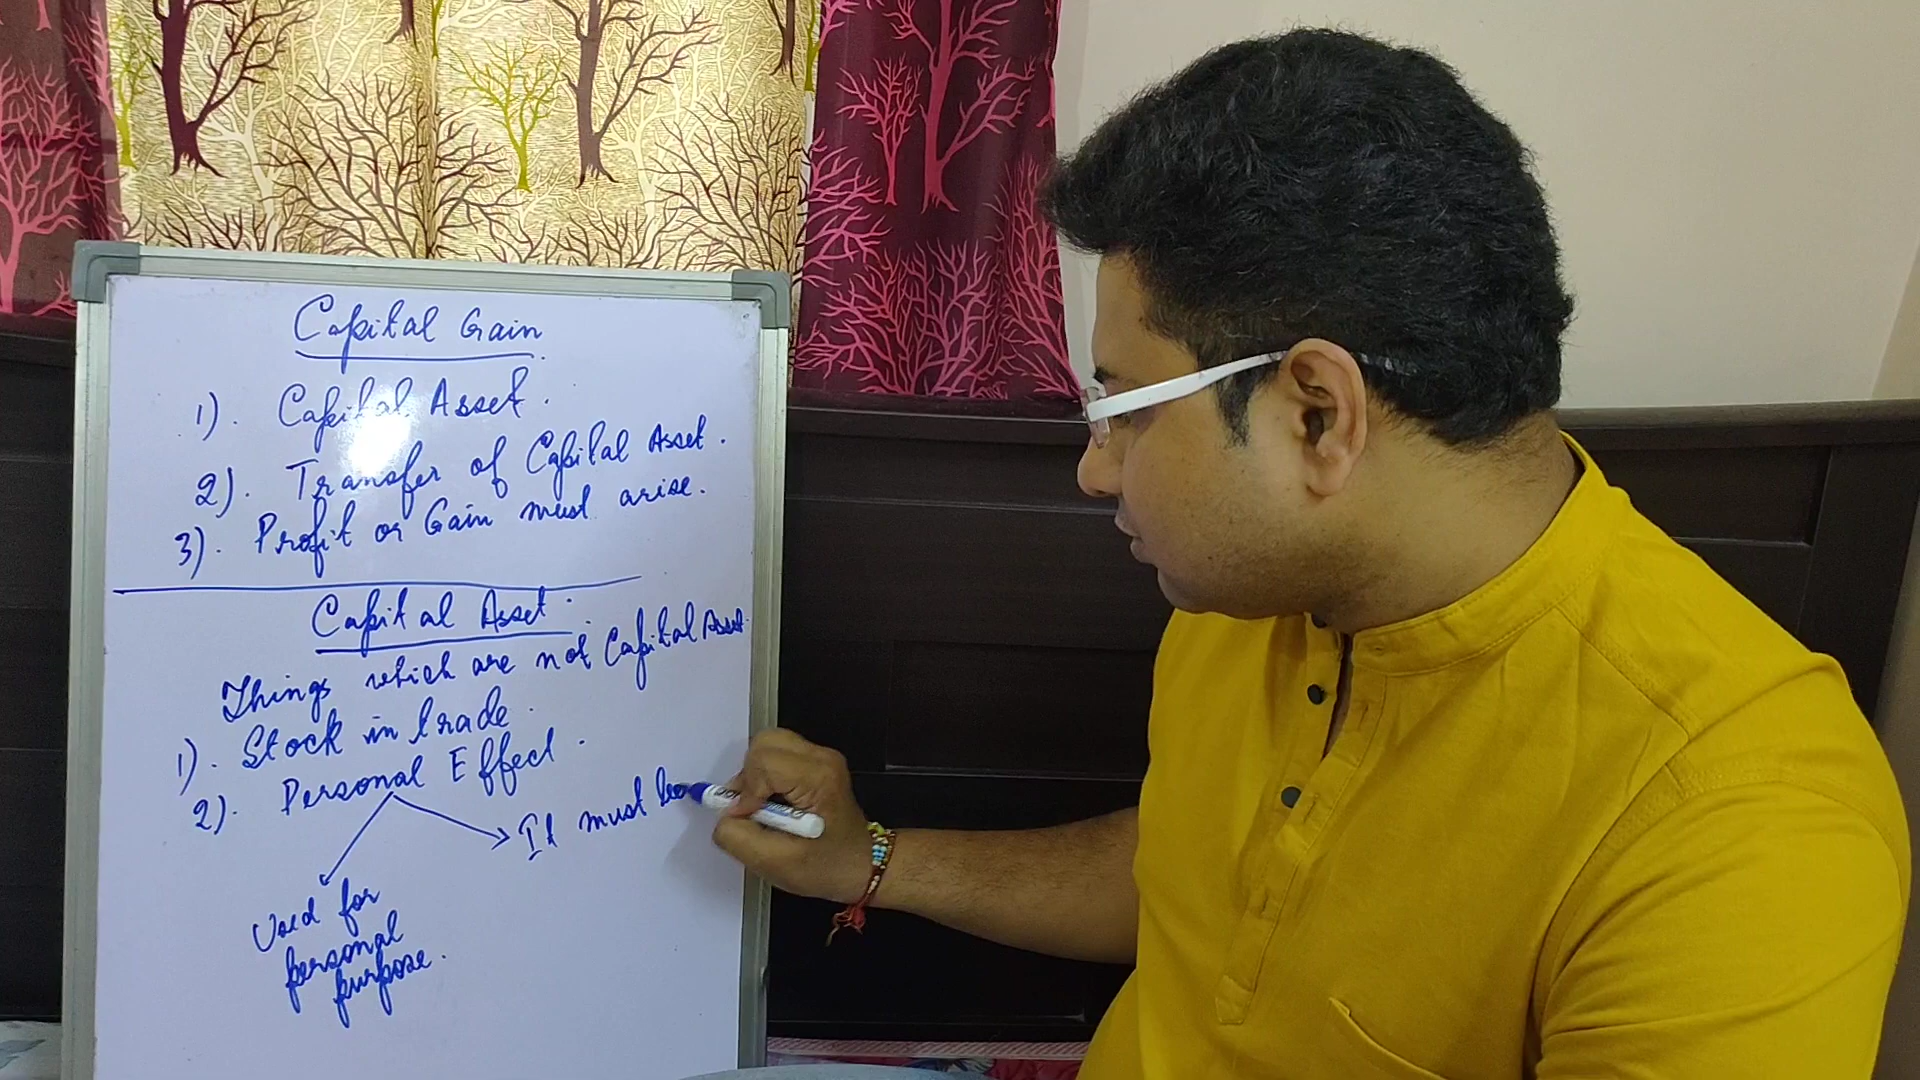 Capital Gain
1). Capital Asset.
2). Transfer of Capital Asset.
3). Profit or Gain must arise.
Capital Asset.
Things which are not Capital Asset.
1). Stock in trade.
2). Personal Effect.
It must be
Used for
personal
purpose.